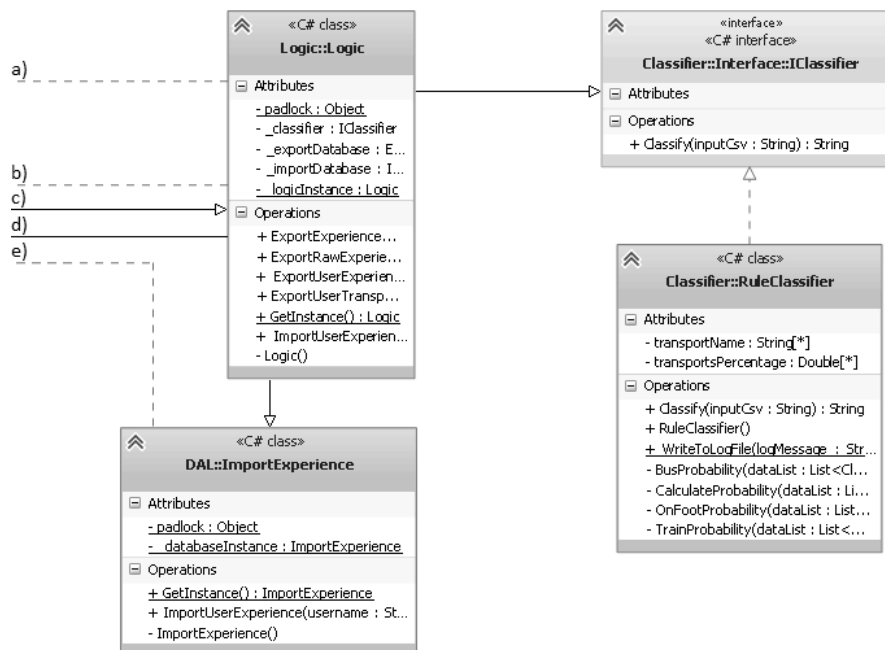 a)
b)
c)
d)
e)
«C# class»
Logic::Logic
Attributes
- padlock : Object
- _classifier : IClassifier
- _exportDatabase : E...
- _importDatabase : I...
- _logicInstance : Logic
Operations
+ ExportExperience...
+ ExportRawExperie...
+ ExportUserExperien...
+ ExportUserTransp...
+ GetInstance() : Logic
+ ImportUserExperien...
- Logic()
«interface»
«C# interface»
Classifier::Interface::IClassifier
Attributes
Operations
+ Classify(inputCsv : String) : String
«C# class»
Classifier::RuleClassifier
Attributes
- transportName : String[*]
- transportsPercentage : Double[*]
Operations
+ Classify(inputCsv : String) : String
+ RuleClassifier()
+ WriteToLogFile(logMessage : Str...
- BusProbability(dataList : List<Cl...
- CalculateProbability(dataList : Li...
- OnFootProbability(dataList : List...
- TrainProbability(dataList : List<...
«C# class»
DAL::ImportExperience
Attributes
- padlock : Object
- _databaseInstance : ImportExperience
Operations
+ GetInstance() : ImportExperience
+ ImportUserExperience(username : St...
- ImportExperience()